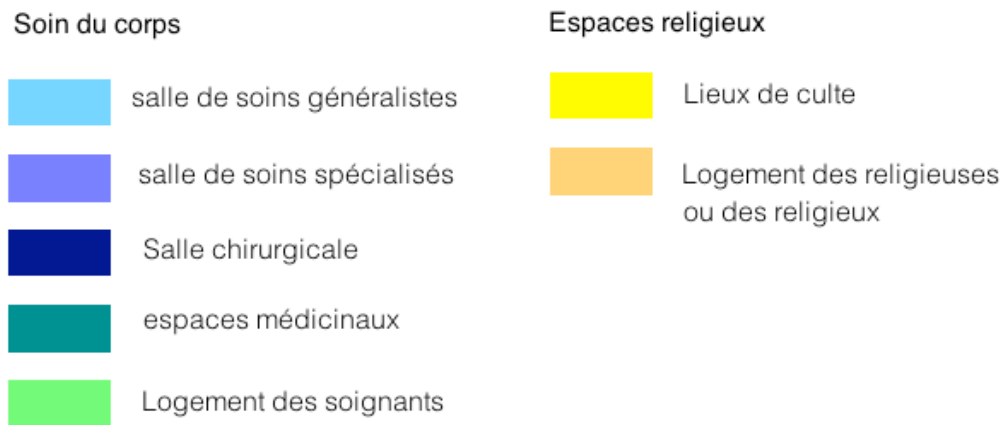 Soin du corps
salle de soins généralistes
salle de soins spécialisés
Salle chirurgicale
espaces médicinaux
Logement des soignants
Espaces religieux
Lieux de culte
Logement des religieuses
ou des religieux